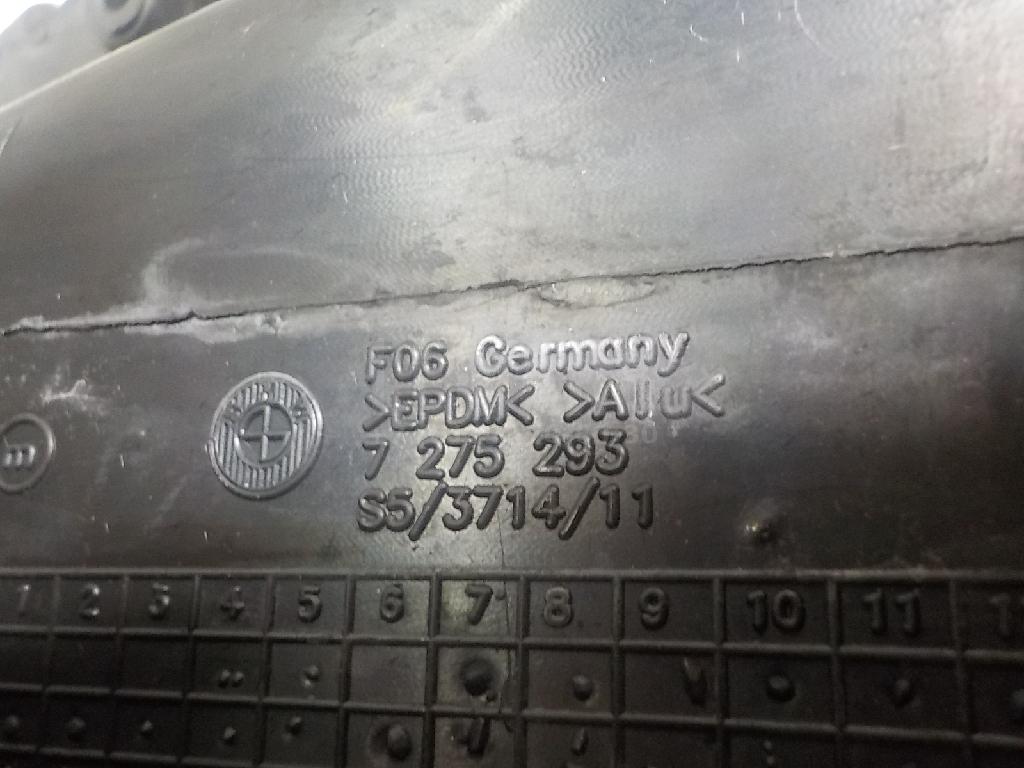 F06 Germany
>EPDM< >Alu<
7 275 293
S5/3714/11
m
1 2 3 4 5 6 7 8 9 10 11